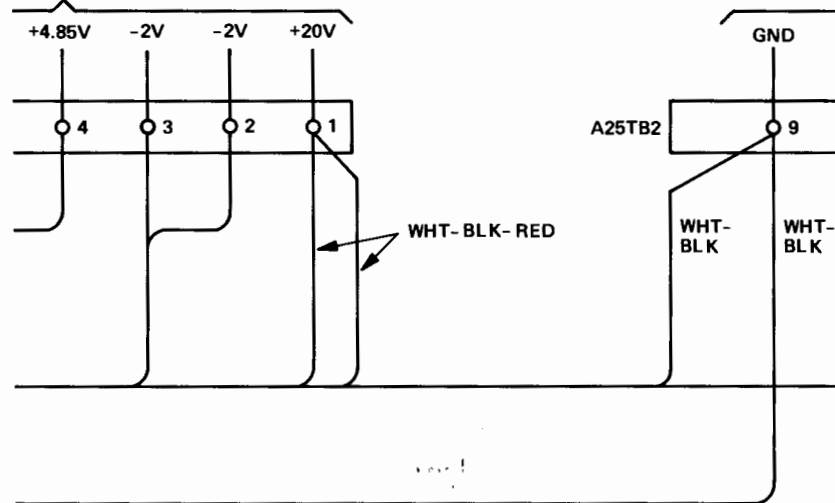 +4.85V -2V -2V +20V GND
4 3 2 1 A25TB2 9
WHT-BLK-RED
WHT-
BLK
WHT-
BLK